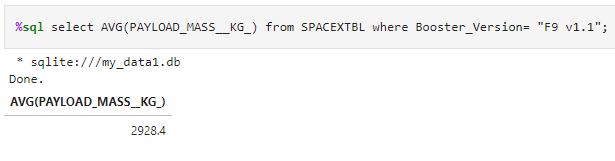 %sql select AVG(PAYLOAD_MASS__KG_) from SPACEXTBL where Booster_Version= "F9 v1.1";
* sqlite:///my_data1.db
Done.
AVG(PAYLOAD_MASS__KG_)
2928.4